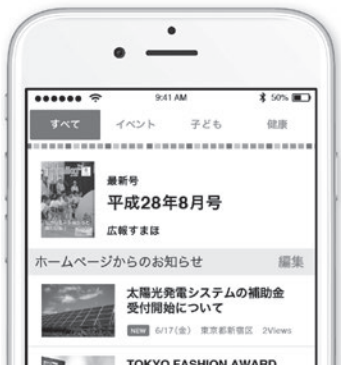 9:41 AM
50%
すべて
イベント
子ども
健康
最新号
平成28年8月号
広報すまほ
ホームページからのお知らせ
編集
太陽光発電システムの補助金
受付開始について
NEW 6/17(金) 東京都新宿区 2Views
TOKYO FASHION AWARD